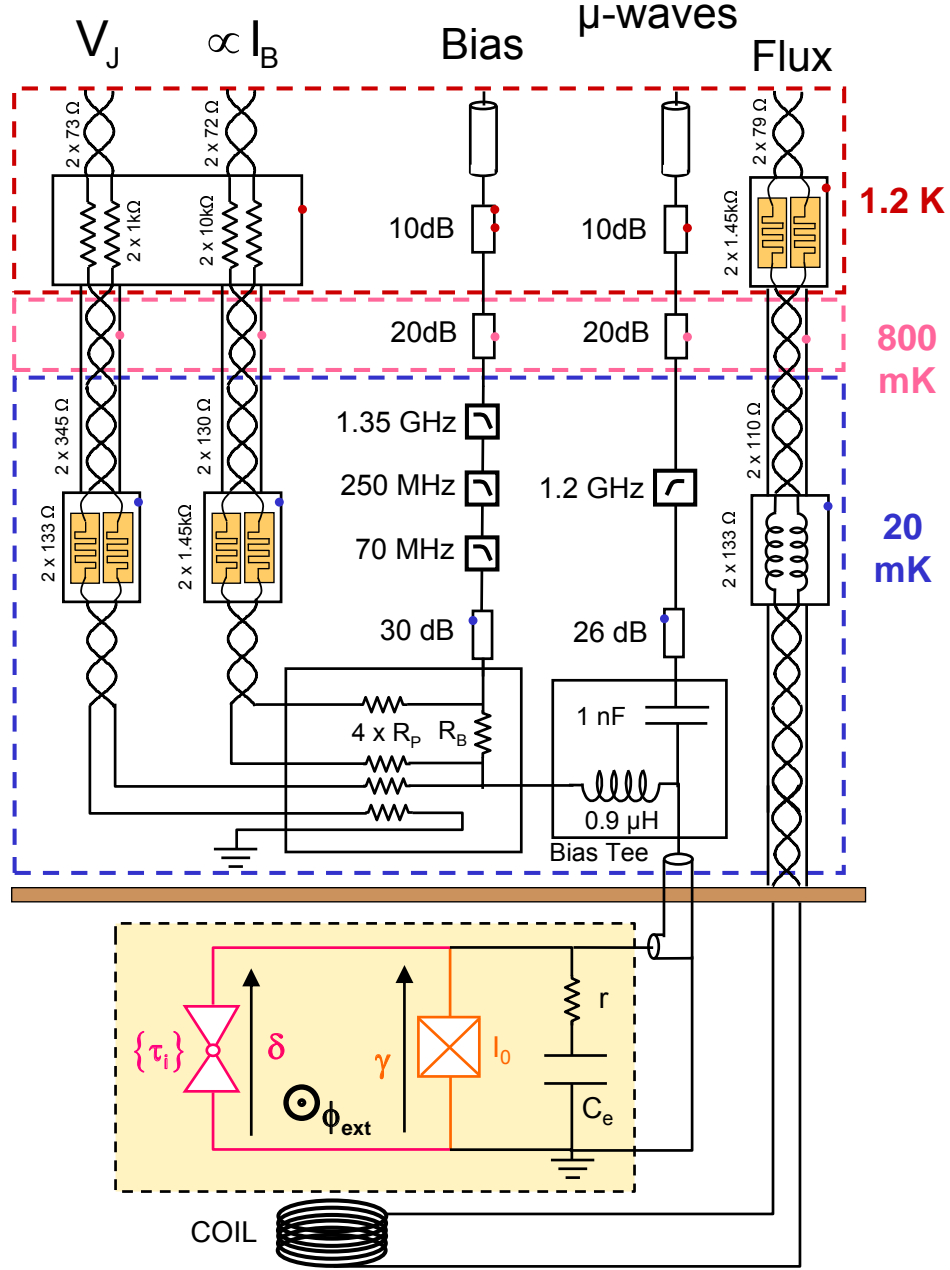 V_J
∝ I_B
Bias
μ-waves
Flux
2 x 73 Ω
2 x 72 Ω
2 x 79 Ω
2 x 1kΩ
2 x 10kΩ
10dB
10dB
2 x 1.45kΩ
1.2 K
20dB
20dB
800
mK
2 x 345 Ω
2 x 130 Ω
1.35 GHz
2 x 110 Ω
250 MHz
1.2 GHz
70 MHz
2 x 133 Ω
2 x 1.45kΩ
2 x 133 Ω
20
mK
30 dB
26 dB
4 x R_P
R_B
1 nF
0.9 μH
Bias Tee
{τ_i}
δ
γ
I_0
r
C_e
ϕ_ext
COIL